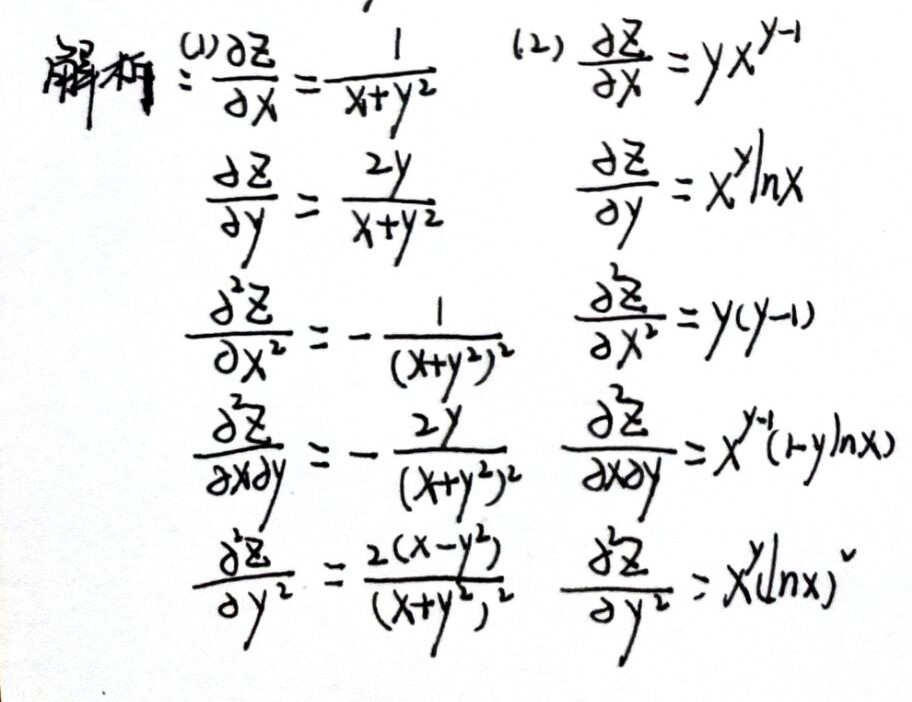 解析：(1) ∂z/∂x = 1/(x+y²)  (2) ∂z/∂x = yx^(y-1)
∂z/∂y = 2y/(x+y²)  ∂z/∂y = x^y lnx
∂²z/∂x² = -1/(x+y²)²  ∂²z/∂x² = y(y-1)
∂²z/∂x∂y = -2y/(x+y²)²  ∂²z/∂x∂y = x^(y-1)(1-ylnx)
∂²z/∂y² = 2(x-y²)/(x+y²)²  ∂²z/∂y² = x^y(lnx)²